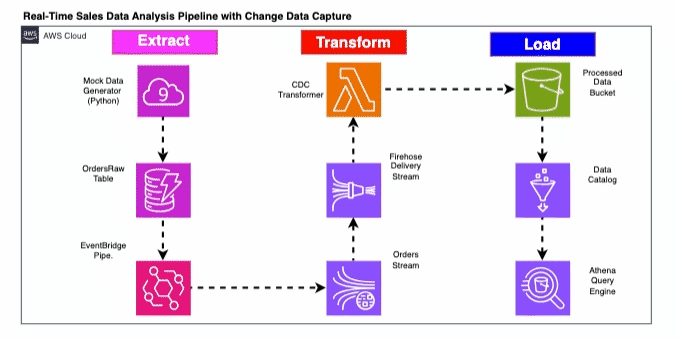 Real-Time Sales Data Analysis Pipeline with Change Data Capture
aws
AWS Cloud
Extract
Transform
Load
Mock Data
Generator
(Python)
9
CDC
Transformer
Processed
Data
Bucket
OrdersRaw
Table
Firehose
Delivery
Stream
Data
Catalog
EventBridge
Pipe.
Orders
Stream
Athena
Query
Engine